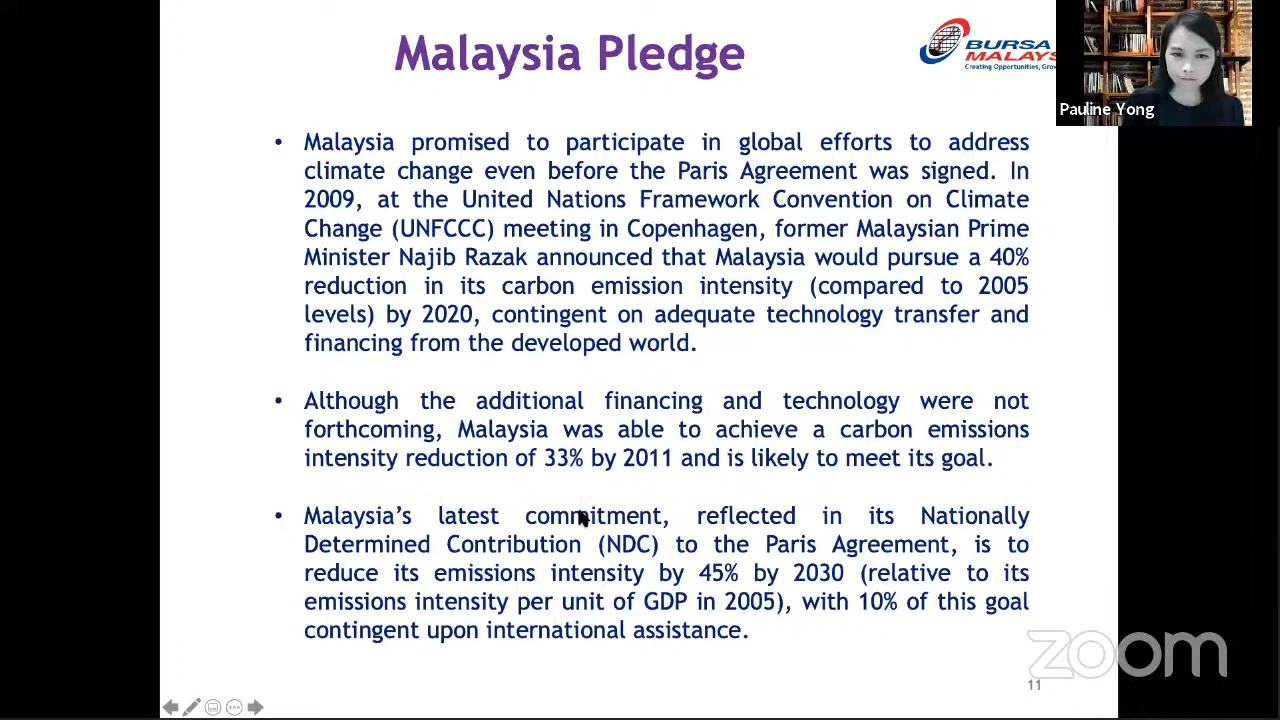 Malaysia Pledge
BURSA
MALAYS
Creating Opportunities, Grow
Pauline Yong
• Malaysia promised to participate in global efforts to address
climate change even before the Paris Agreement was signed. In
2009, at the United Nations Framework Convention on Climate
Change (UNFCCC) meeting in Copenhagen, former Malaysian Prime
Minister Najib Razak announced that Malaysia would pursue a 40%
reduction in its carbon emission intensity (compared to 2005
levels) by 2020, contingent on adequate technology transfer and
financing from the developed world.
• Although the additional financing and technology were not
forthcoming, Malaysia was able to achieve a carbon emissions
intensity reduction of 33% by 2011 and is likely to meet its goal.
• Malaysia’s latest commitment, reflected in its Nationally
Determined Contribution (NDC) to the Paris Agreement, is to
reduce its emissions intensity by 45% by 2030 (relative to its
emissions intensity per unit of GDP in 2005), with 10% of this goal
contingent upon international assistance.
zoom
11